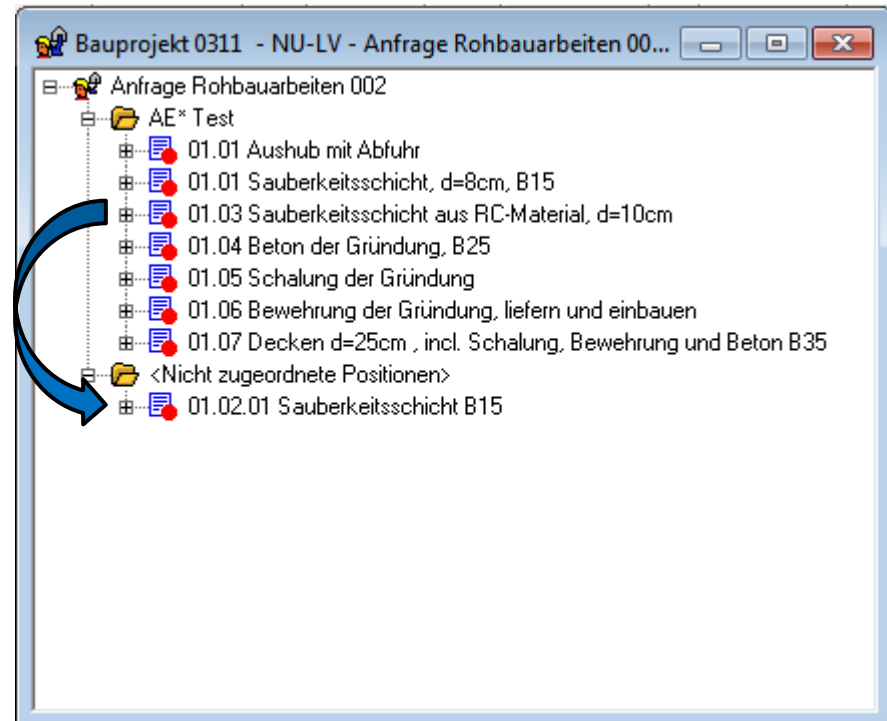 Bauprojekt 0311 - NU-LV - Anfrage Rohbauarbeiten 00...
Anfrage Rohbauarbeiten 002
AE* Test
01.01 Aushub mit Abfuhr
01.01 Sauberkeitsschicht, d=8cm, B15
01.03 Sauberkeitsschicht aus RC-Material, d=10cm
01.04 Beton der Gründung, B25
01.05 Schalung der Gründung
01.06 Bewehrung der Gründung, liefern und einbauen
01.07 Decken d=25cm , incl. Schalung, Bewehrung und Beton B35
<Nicht zugeordnete Positionen>
01.02.01 Sauberkeitsschicht B15